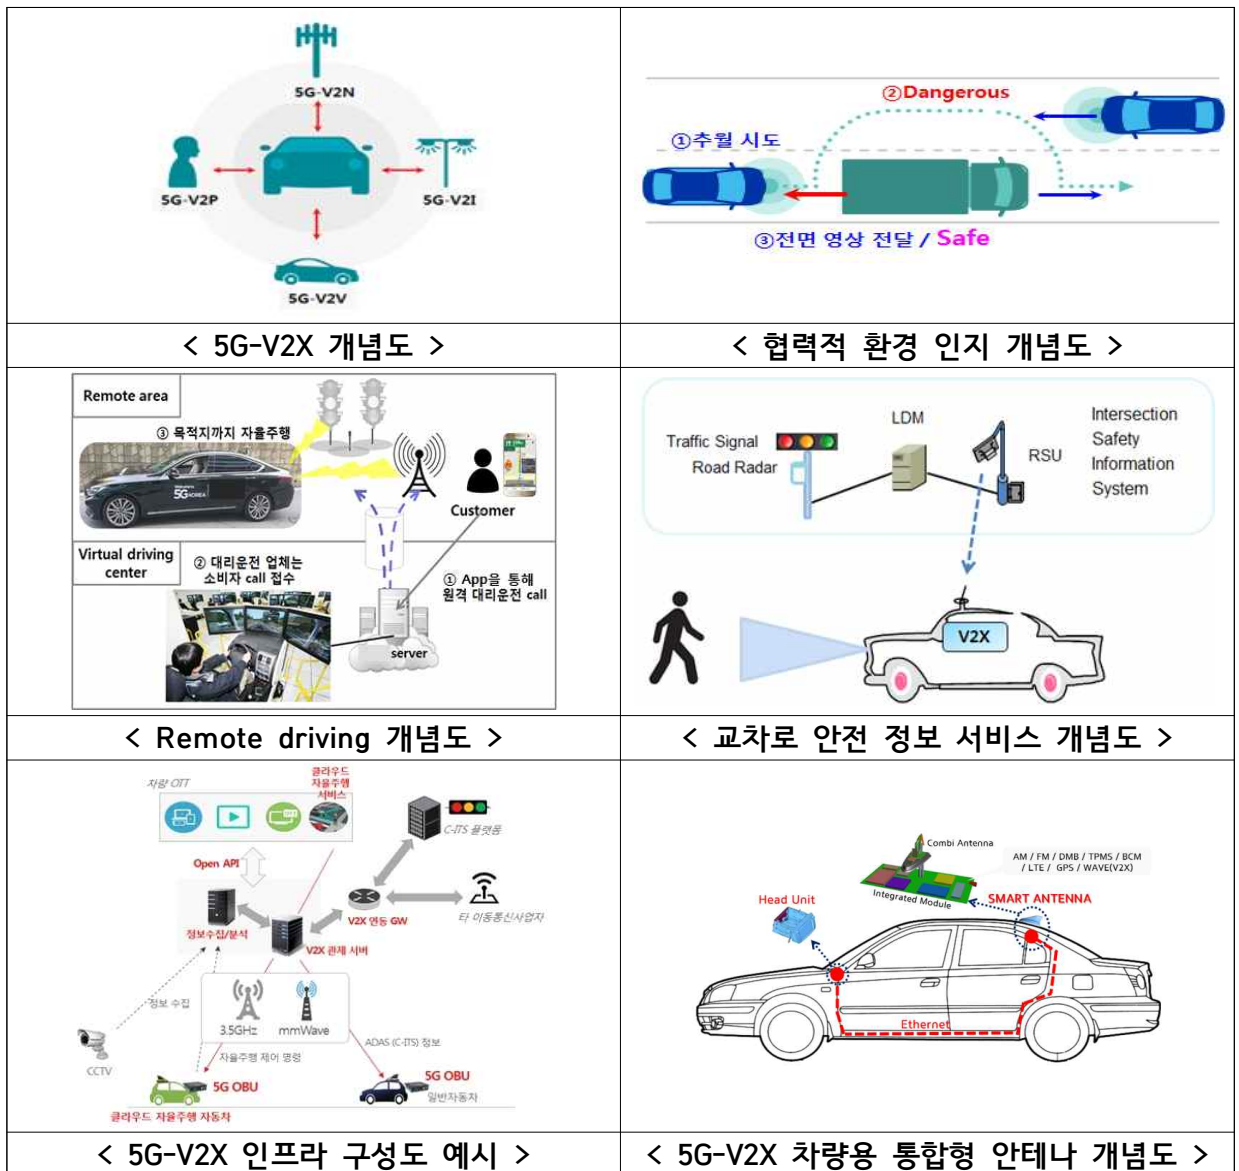 5G-V2N
5G-V2P
5G-V2I
5G-V2V
②Dangerous
①추월 시도
③전면 영상 전달 / Safe
< 5G-V2X 개념도 >
< 협력적 환경 인지 개념도 >
Remote area
③ 목적지까지 자율주행
5G KOREA
Customer
Virtual driving
center
② 대리운전 업체는
소비자 call 접수
① App을 통해
원격 대리운전 call
server
LDM
Traffic Signal
Road Radar
RSU
Intersection
Safety
Information
System
V2X
< Remote driving 개념도 >
< 교차로 안전 정보 서비스 개념도 >
차량 OTT
클라우드
자율주행
서비스
C-ITS 플랫폼
Open API
정보수집/분석
V2X 관제 서버
V2X 연동 GW
타 이동통신사업자
정보 수집
3.5GHz
mmWave
CCTV
자율주행 제어 명령
ADAS (C-ITS) 정보
5G OBU
클라우드 자율주행 자동차
5G OBU
일반자동차
Combi Antenna
AM / FM / DMB / TPMS / BCM
/ LTE / GPS / WAVE(V2X)
Integrated Module
SMART ANTENNA
Head Unit
Ethernet
< 5G-V2X 인프라 구성도 예시 >
< 5G-V2X 차량용 통합형 안테나 개념도 >